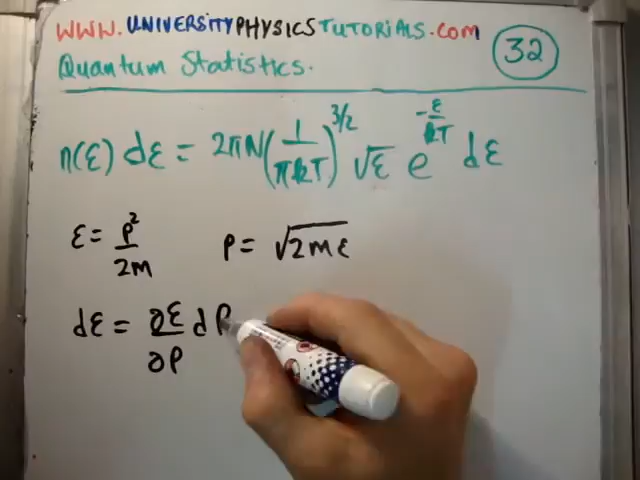 WWW.UNIVERSITYPHYSICSTUTORIALS.COM
32
Quantum Statistics.
n(ε) dε = 2πN(1/πkT)^3/2 √ε e^-ε/kT dε
ε = p²/2m p = √2mε
dε = ∂ε/∂p dp